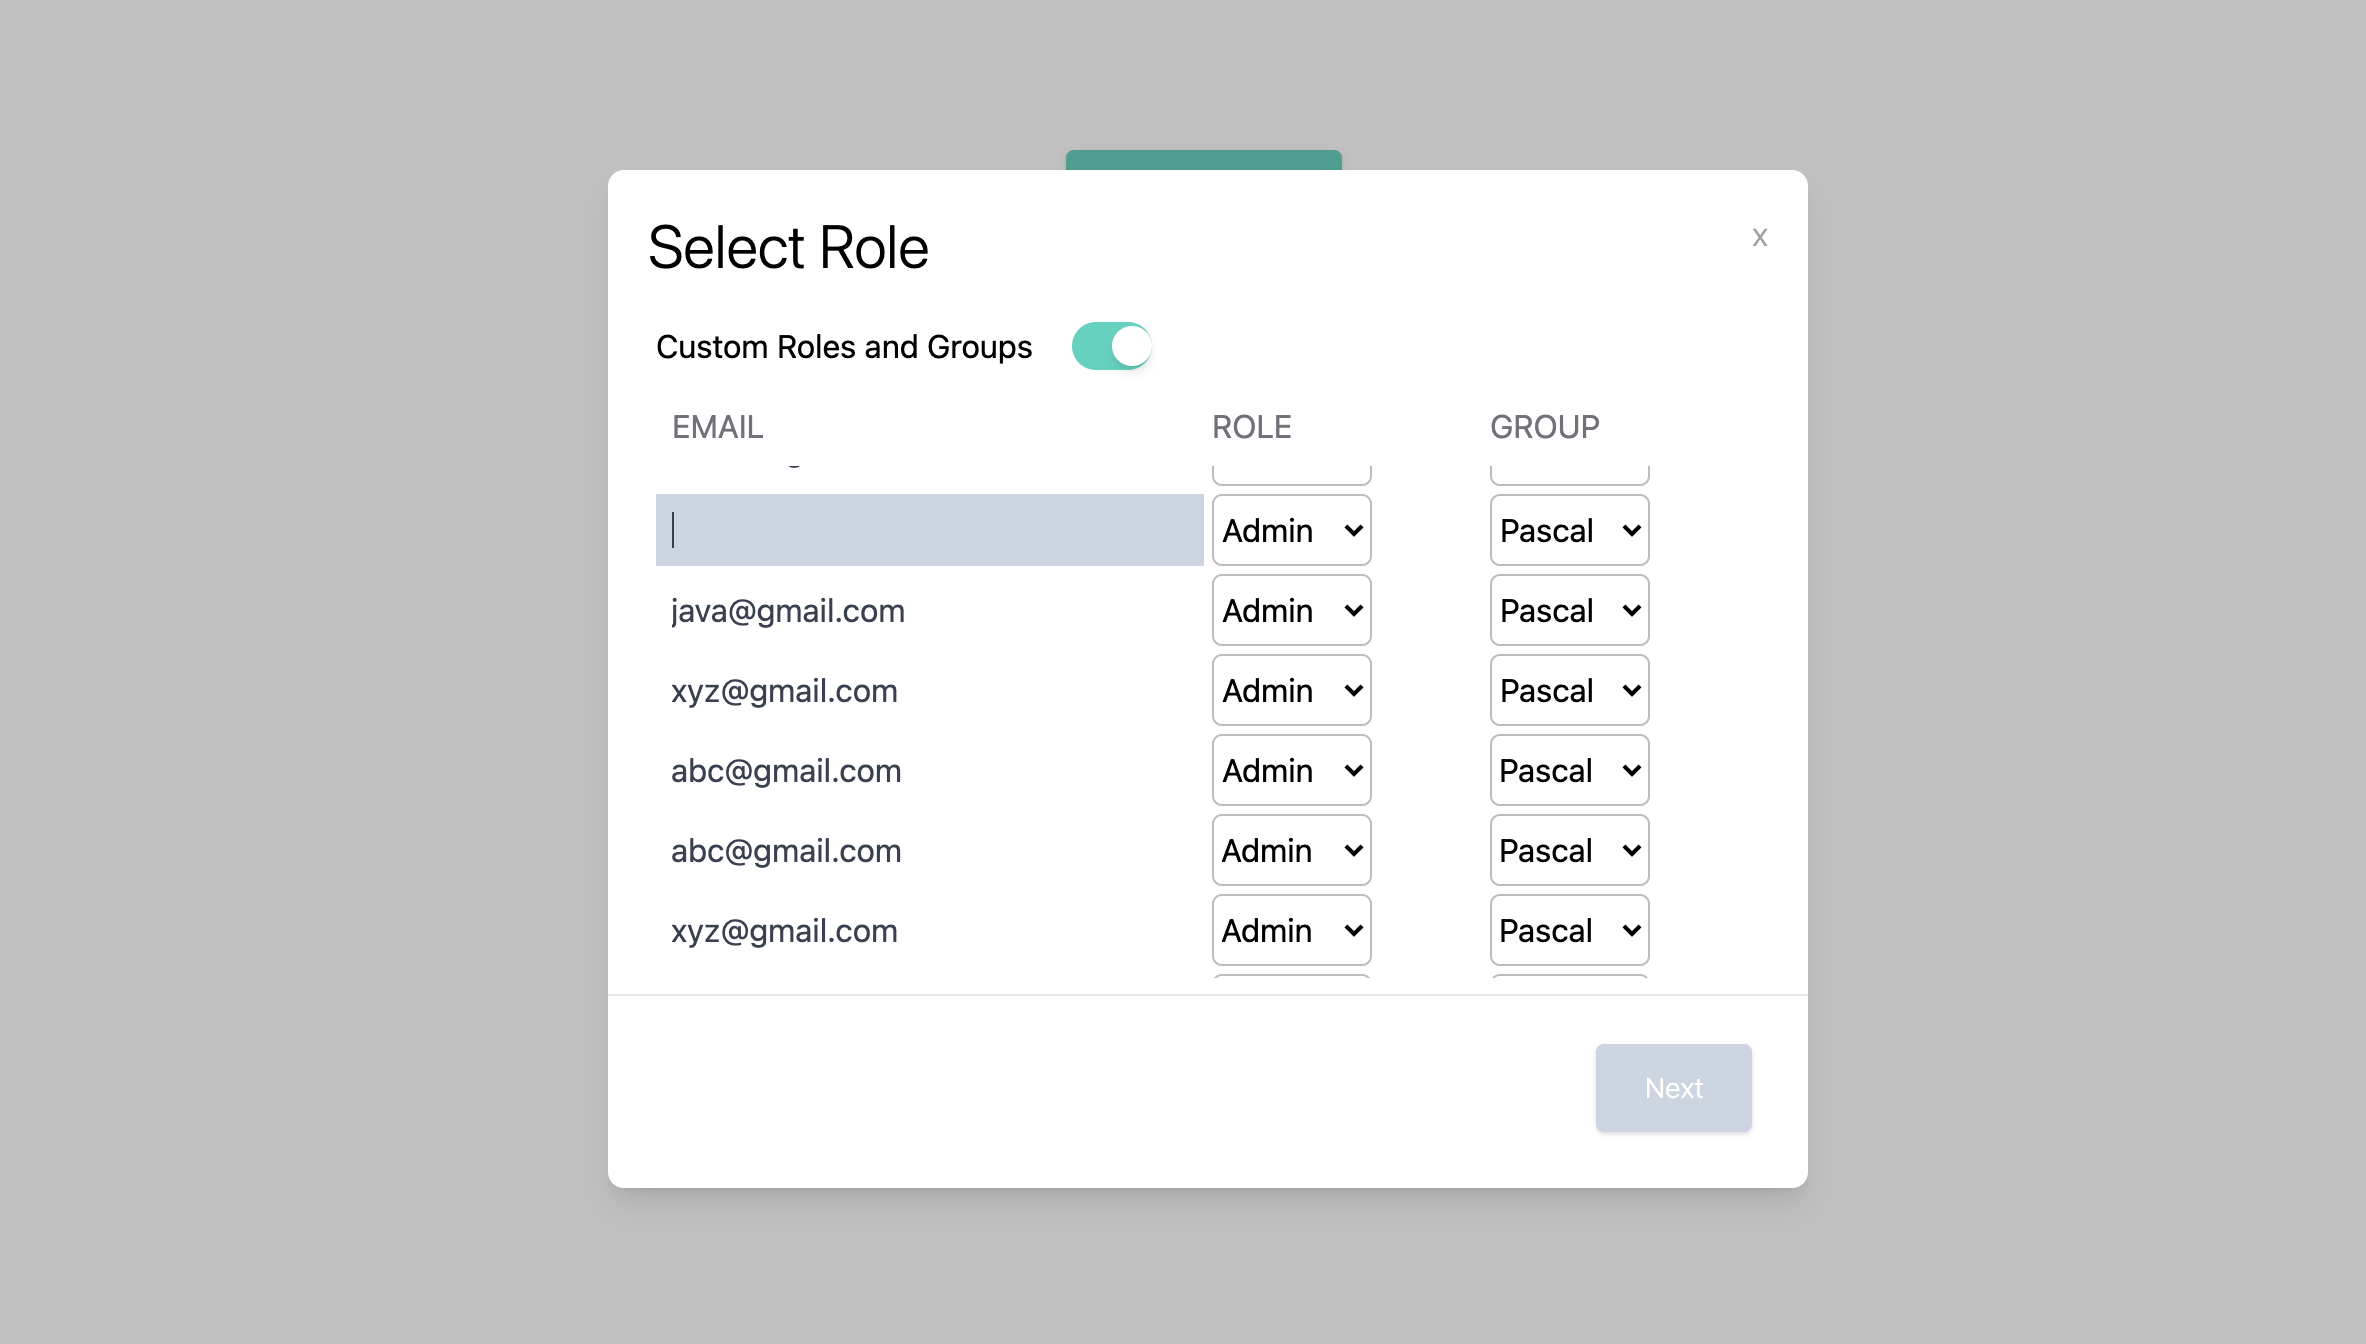 Select Role
x
Custom Roles and Groups
EMAIL ROLE GROUP
Admin Pascal
java@gmail.com Admin Pascal
xyz@gmail.com Admin Pascal
abc@gmail.com Admin Pascal
abc@gmail.com Admin Pascal
xyz@gmail.com Admin Pascal
Next